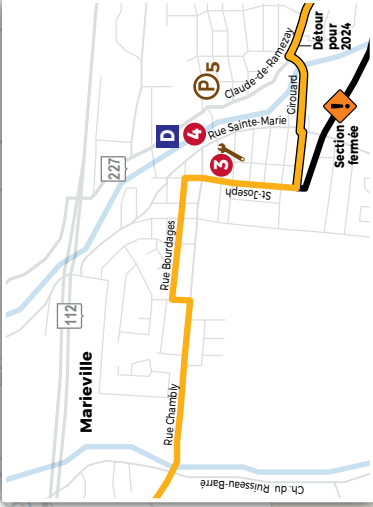 Détour
pour
2024
Claude-de-Ramezay
P 5
Girouard
Rue Sainte-Marie
D
4
!
Section
fermée
3
227
St-Joseph
Rue Bourdages
112
Marieville
Rue Chambly
Ch. du Ruisseau-Barré